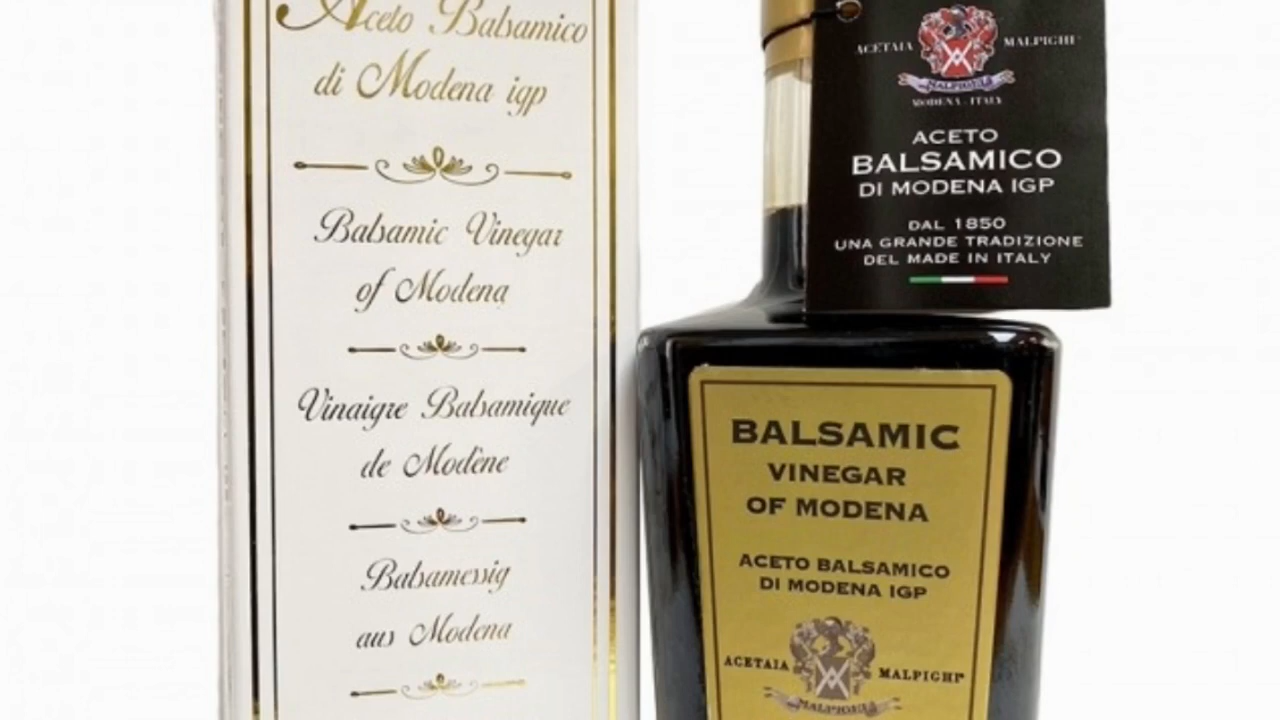 Aceto Balsamico
di Modena igp
Balsamic Vinegar
of Modena
Vinaigre Balsamique
de Modène
Balsamessig
aus Modena
ACETAIA MALPIGHI
MALPIGHI
MODENA - ITALY
ACETO
BALSAMICO
DI MODENA IGP
DAL 1850
UNA GRANDE TRADIZIONE
DEL MADE IN ITALY
BALSAMIC
VINEGAR
OF MODENA
ACETO BALSAMICO
DI MODENA IGP
ACETAIA MALPIGHI
MALPIGHI